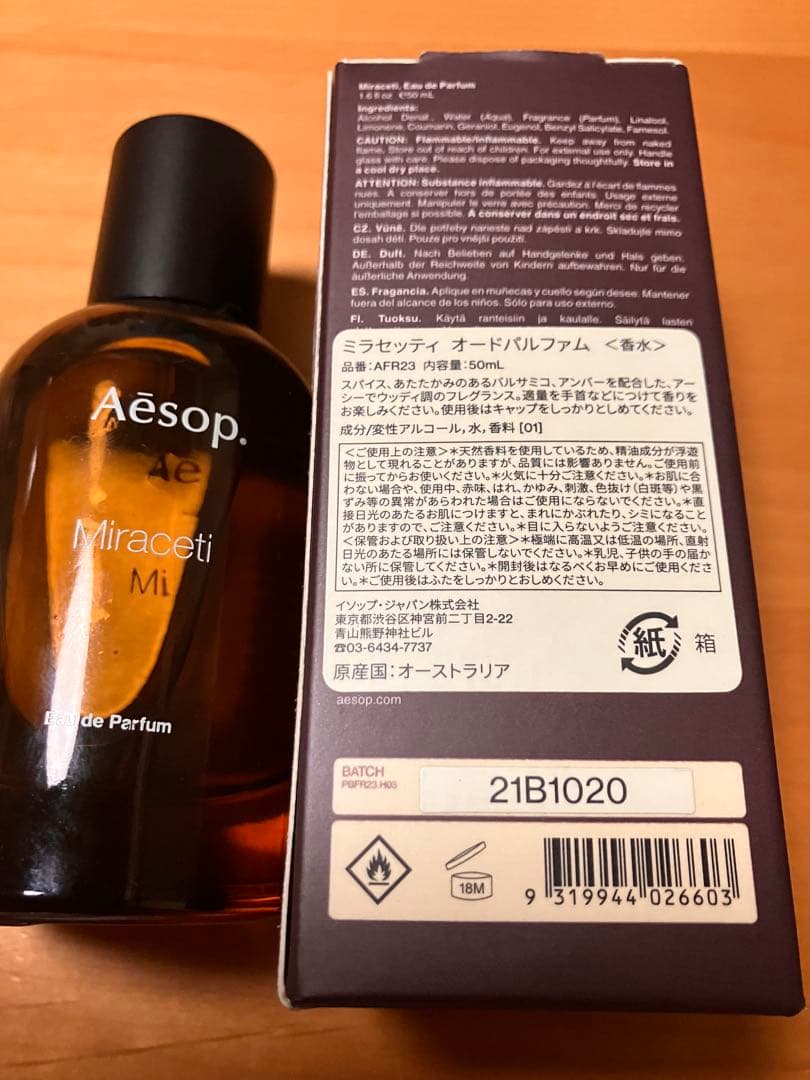 Aēsop.
Ae
Miraceti
Mi
Eau de Parfum
Miraceti, Eau de Parfum
1.6 fl oz ℮50 mL
Ingredients:
Alcohol Denat., Water (Aqua), Fragrance (Parfum), Linalool,
Limonene, Coumarin, Geraniol, Eugenol, Benzyl Salicylate, Farnesol.
CAUTION: Flammable/Inflammable. Keep away from naked
flame. Store out of reach of children. For external use only. Handle
glass with care. Please dispose of packaging thoughtfully. Store in
a cool dry place.
ATTENTION: Substance inflammable. Gardez à l'écart de flammes
nues. A conserver hors de portée des enfants. Usage externe
uniquement. Manipuler le verre avec précaution. Merci de recycler
l'emballage si possible. A conserver dans un endroit sec et frais.
CZ. Vůně. Dle potřeby naneste nad zápěstí a krk. Skladujte mimo
dosah dětí. Pouze pro vnější použití.
DE. Duft. Nach Belieben auf Handgelenke und Hals geben.
Außerhalb der Reichweite von Kindern aufbewahren. Nur für die
äußerliche Anwendung.
ES. Fragancia. Aplique en muñecas y cuello según desee. Mantener
fuera del alcance de los niños. Sólo para uso externo.
FI. Tuoksu. Käytä ranteisiin ja kaulalle. Säilytä lasten
ミラセッティ オードパルファム ＜香水＞
品番：AFR23 内容量：50mL
スパイス、あたたかみのあるバルサミコ、アンバーを配合した、アー
シーでウッディ調のフレグランス。適量を手首などにつけて香りを
お楽しみください。使用後はキャップをしっかりとしめてください。
成分/変性アルコール，水，香料 [01]
＜ご使用上の注意＞＊天然香料を使用しているため、精油成分が浮遊
物として現れることがありますが、品質には影響ありません。ご使用前
に振ってからお使いください。＊火気に十分ご注意ください。＊お肌に合
わない場合や、使用中、赤味、はれ、かゆみ、刺激、色抜け（白斑等）や黒
ずみ等の異常があらわれた場合はご使用にならないでください。＊直
接日光のあたるお肌につけますと、まれにかぶれたり、シミになること
がありますので、ご注意ください。＊目に入らないようご注意ください。
＜保管および取り扱い上の注意＞＊極端に高温又は低温の場所、直射
日光のあたる場所には保管しないでください。＊乳児、子供の手の届か
ない所に保管してください。＊開封後はなるべくお早めにご使用くださ
い。＊ご使用後はふたをしっかりとおしめください。
イソップ・ジャパン株式会社
東京都渋谷区神宮前二丁目2-22
青山熊野神社ビル
☎03-6434-7737
原産国：オーストラリア
紙 箱
aesop.com
BATCH
PBFR23.H03
21B1020
18M
9 319944 026603